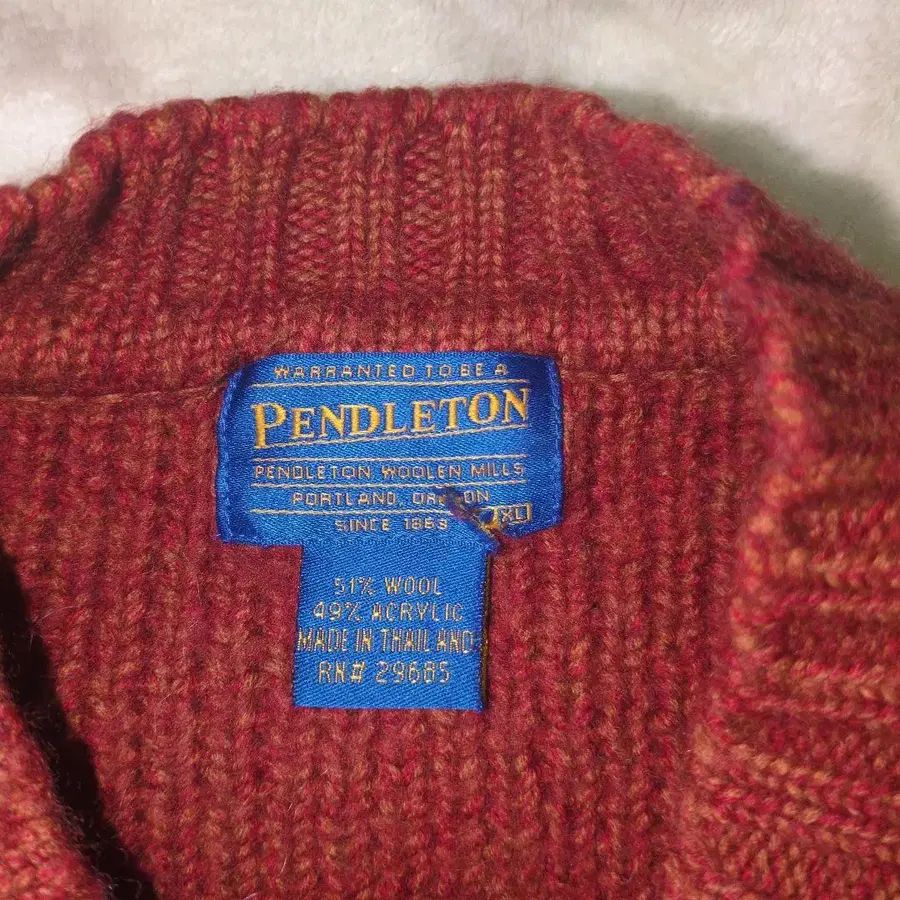 WARRANTED TO BE A
PENDLETON
PENDLETON WOOLEN MILLS
PORTLAND, OREGON
SINCE 1863
XL
51% WOOL
49% ACRYLIC
MADE IN THAILAND
RN# 29685